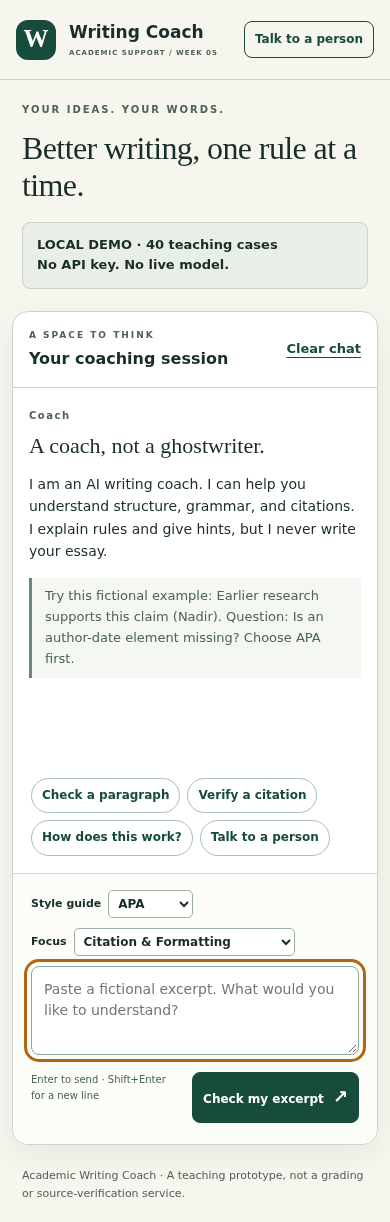 W
Writing Coach
ACADEMIC SUPPORT / WEEK 05
Talk to a person
YOUR IDEAS. YOUR WORDS.
Better writing, one rule at a
time.
LOCAL DEMO · 40 teaching cases
No API key. No live model.
A SPACE TO THINK
Your coaching session
Clear chat
Coach
A coach, not a ghostwriter.
I am an AI writing coach. I can help you
understand structure, grammar, and citations.
I explain rules and give hints, but I never write
your essay.
Try this fictional example: Earlier research
supports this claim (Nadir). Question: Is an
author-date element missing? Choose APA
first.
Check a paragraph
Verify a citation
How does this work?
Talk to a person
Style guide
APA
Focus
Citation & Formatting
Paste a fictional excerpt. What would you
like to understand?
Enter to send · Shift+Enter
for a new line
Check my excerpt ↗
Academic Writing Coach · A teaching prototype, not a grading
or source-verification service.